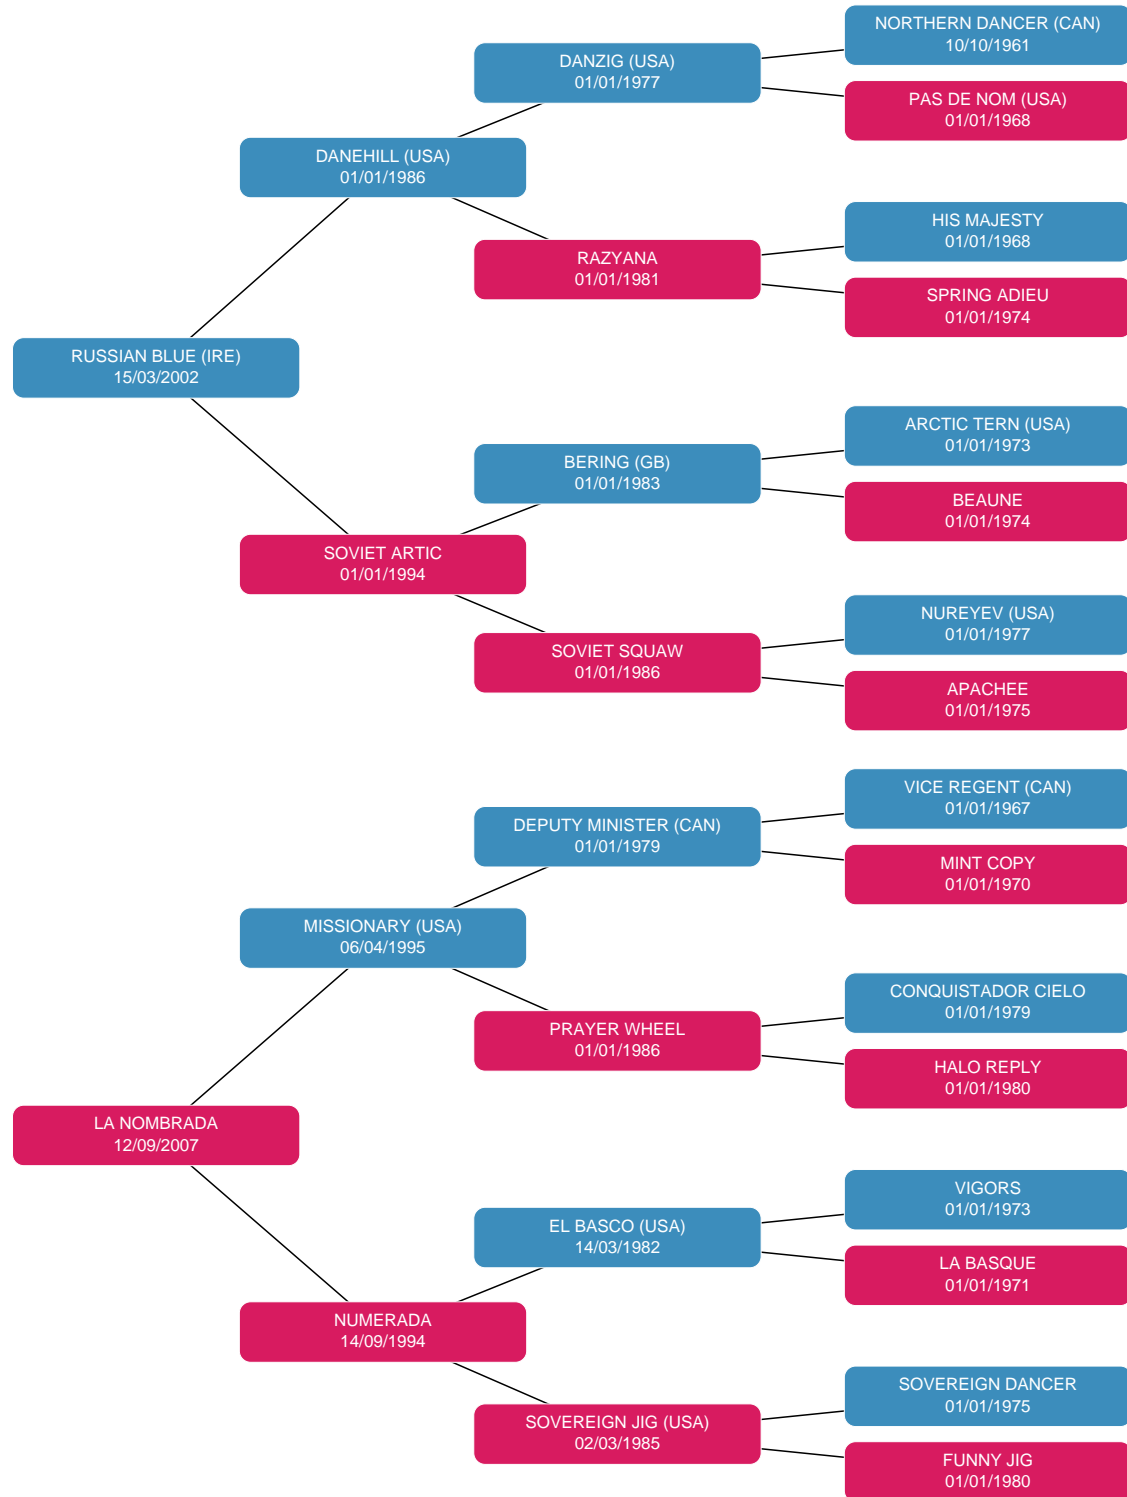 NORTHERN DANCER (CAN)
10/10/1961
DANZIG (USA)
01/01/1977
PAS DE NOM (USA)
01/01/1968
DANEHILL (USA)
01/01/1986
HIS MAJESTY
01/01/1968
RAZYANA
01/01/1981
SPRING ADIEU
01/01/1974
RUSSIAN BLUE (IRE)
15/03/2002
ARCTIC TERN (USA)
01/01/1973
BERING (GB)
01/01/1983
BEAUNE
01/01/1974
SOVIET ARTIC
01/01/1994
NUREYEV (USA)
01/01/1977
SOVIET SQUAW
01/01/1986
APACHEE
01/01/1975
VICE REGENT (CAN)
01/01/1967
DEPUTY MINISTER (CAN)
01/01/1979
MINT COPY
01/01/1970
MISSIONARY (USA)
06/04/1995
CONQUISTADOR CIELO
01/01/1979
PRAYER WHEEL
01/01/1986
HALO REPLY
01/01/1980
LA NOMBRADA
12/09/2007
VIGORS
01/01/1973
EL BASCO (USA)
14/03/1982
LA BASQUE
01/01/1971
NUMERADA
14/09/1994
SOVEREIGN DANCER
01/01/1975
SOVEREIGN JIG (USA)
02/03/1985
FUNNY JIG
01/01/1980